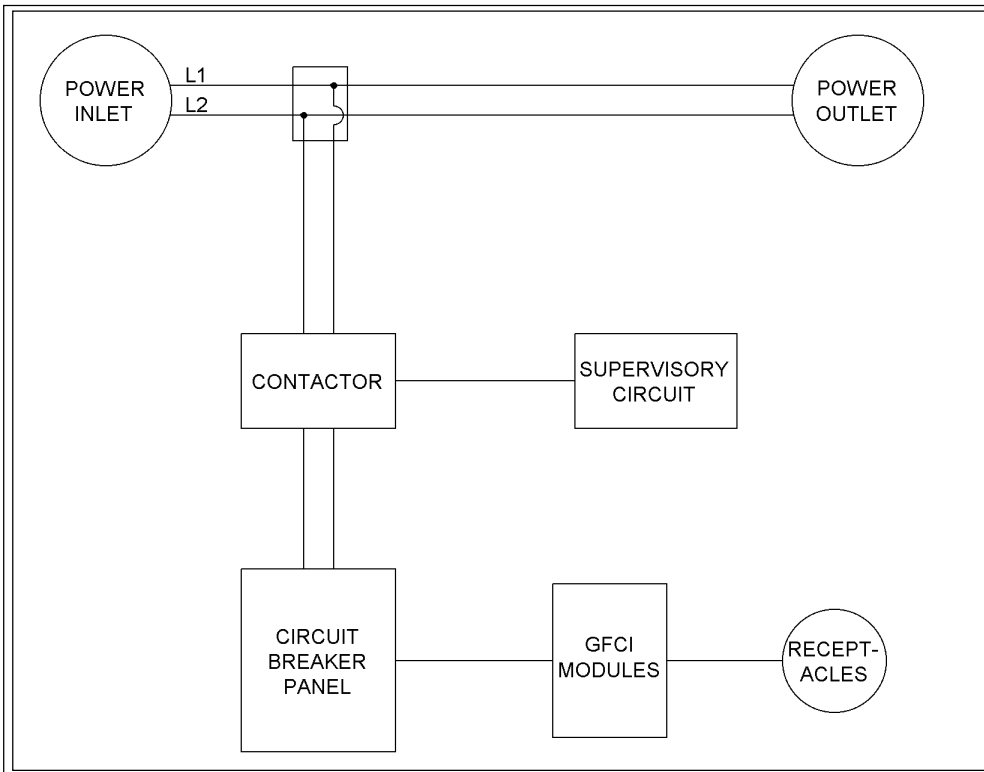 POWER
INLET
L1
L2
POWER
OUTLET
CONTACTOR
SUPERVISORY
CIRCUIT
CIRCUIT
BREAKER
PANEL
GFCI
MODULES
RECEPT-
ACLES